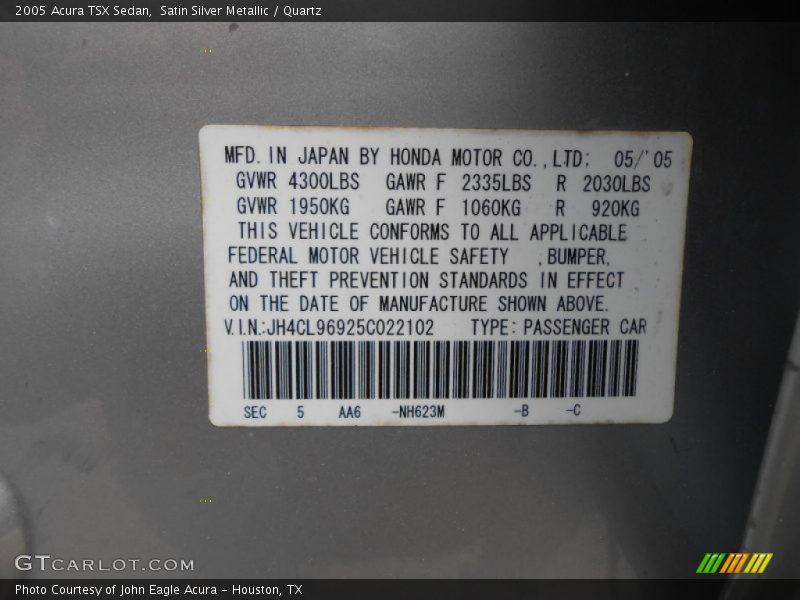 2005 Acura TSX Sedan,  Satin Silver Metallic / Quartz
MFD. IN JAPAN BY HONDA MOTOR CO.,LTD; 05/'05
GVWR 4300LBS GAWR F 2335LBS R 2030LBS
GVWR 1950KG GAWR F 1060KG R 920KG
THIS VEHICLE CONFORMS TO ALL APPLICABLE
FEDERAL MOTOR VEHICLE SAFETY ,BUMPER,
AND THEFT PREVENTION STANDARDS IN EFFECT
ON THE DATE OF MANUFACTURE SHOWN ABOVE.
V.I.N.:JH4CL96925C022102 TYPE: PASSENGER CAR
SEC 5 AA6 -NH623M -B -C
GTCARLOT.COM
Photo Courtesy of John Eagle Acura - Houston, TX